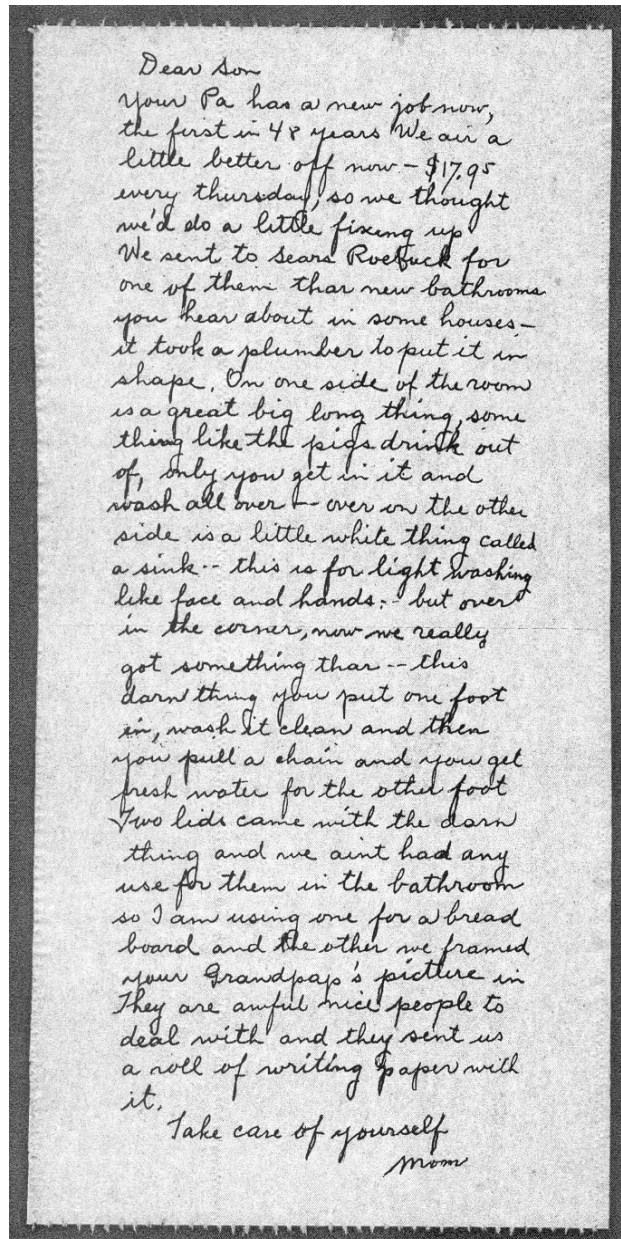 Dear Son
Your Pa has a new job now,
the first in 48 years We air a
little better off now - $17.95
every thursday, so we thought
we'd do a little fixing up
We sent to Sears Roebuck for
one of them thar new bathrooms
you hear about in some houses -
it took a plumber to put it in
shape. On one side of the room
is a great big long thing, some
thing like the pigs drink out
of, only you get in it and
wash all over -- over on the other
side is a little white thing called
a sink -- this is for light washing
like face and hands; - but over
in the corner, now we really
got something thar -- this
darn thing you put one foot
in, wash it clean and then
you pull a chain and you get
fresh water for the other foot
Two lids came with the darn
thing and we aint had any
use for them in the bathroom
so I am using one for a bread
board and the other we framed
your Grandpap's picture in
They are awful nice people to
deal with and they sent us
a roll of writing paper with
it.
Take care of yourself
Mom